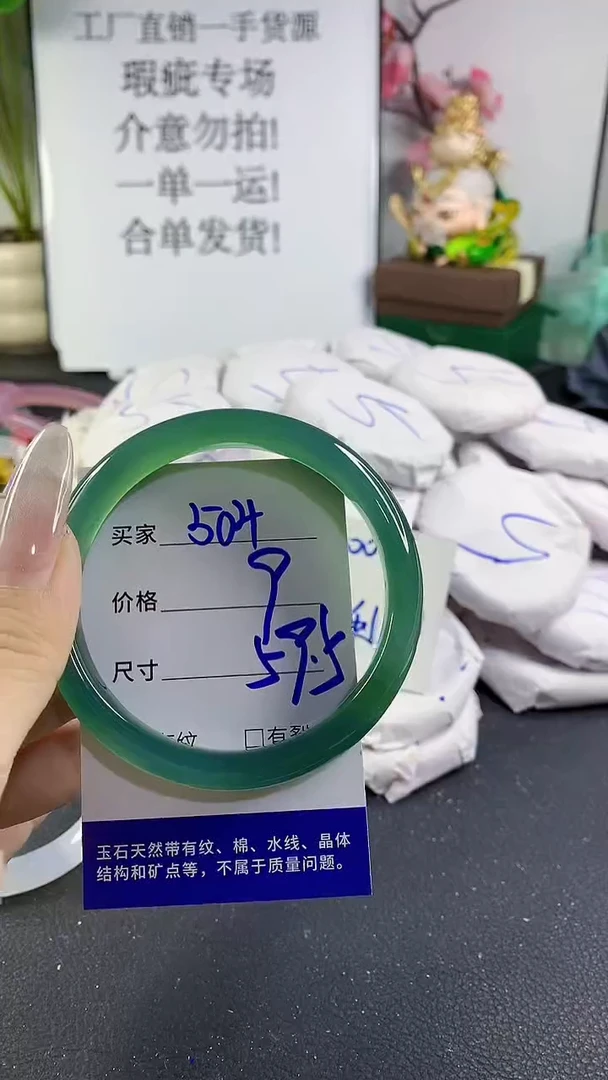 工厂直销一手货源
瑕疵专场
介意勿拍!
一单一运!
合单发货!
买家 504
价格 9
尺寸 59.5
纹 □有裂
玉石天然带有纹、棉、水线、晶体
结构和矿点等，不属于质量问题。